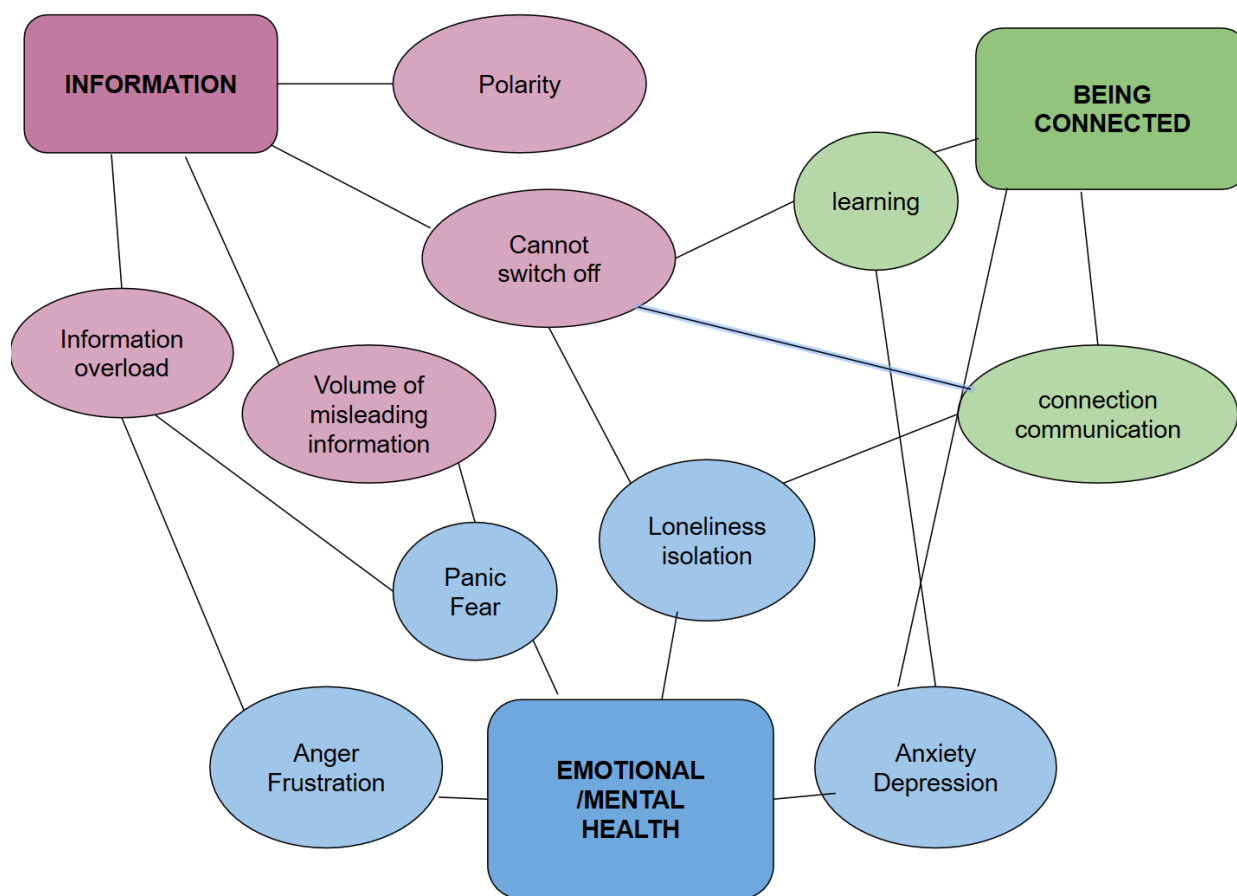 INFORMATION
Polarity
BEING
CONNECTED
learning
Cannot
switch off
Information
overload
Volume of
misleading
information
connection
communication
Loneliness
isolation
Panic
Fear
Anger
Frustration
EMOTIONAL
/MENTAL
HEALTH
Anxiety
Depression